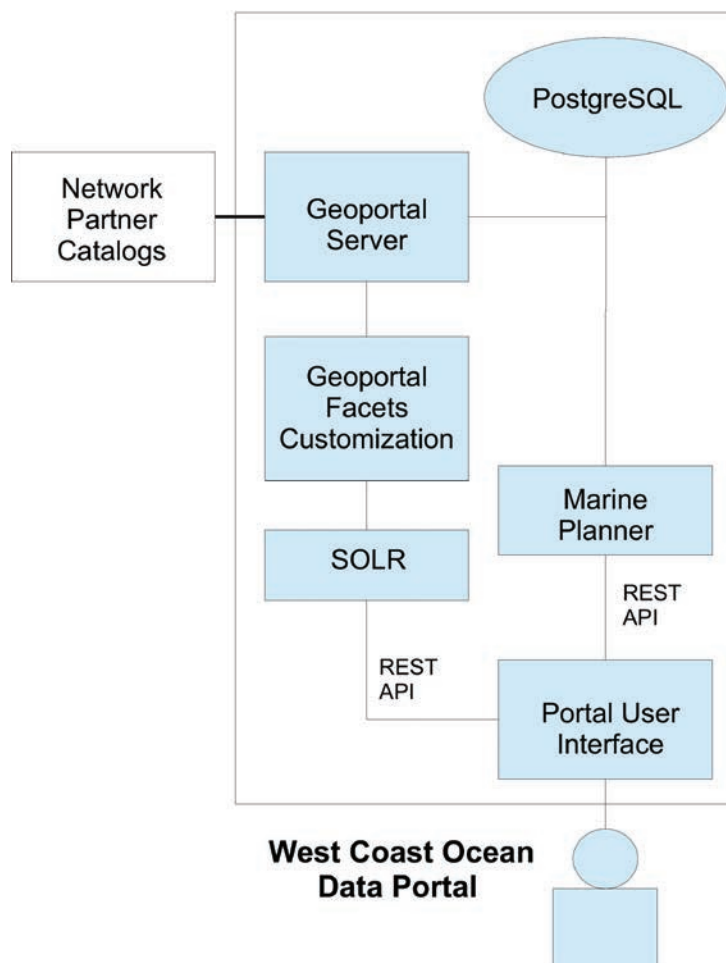 PostgreSQL
Network
Partner
Catalogs
Geoportal
Server
Geoportal
Facets
Customization
Marine
Planner
SOLR
REST
API
REST
API
Portal User
Interface
West Coast Ocean
Data Portal